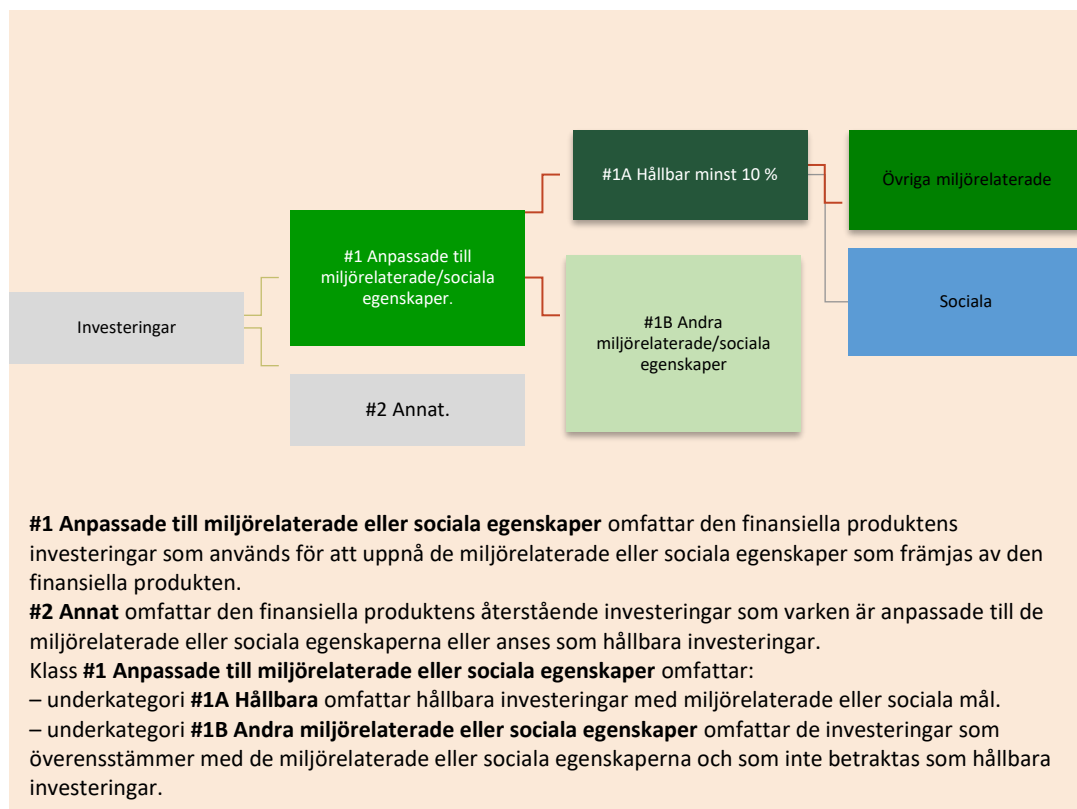 #1A Hållbar minst 10 %
Övriga miljörelaterade
#1 Anpassade till
miljörelaterade/sociala
egenskaper.
Sociala
Investeringar
#1B Andra
miljörelaterade/sociala
egenskaper
#2 Annat.
#1 Anpassade till miljörelaterade eller sociala egenskaper omfattar den finansiella produktens
investeringar som används för att uppnå de miljörelaterade eller sociala egenskaper som främjas av den
finansiella produkten.
#2 Annat omfattar den finansiella produktens återstående investeringar som varken är anpassade till de
miljörelaterade eller sociala egenskaperna eller anses som hållbara investeringar.
Klass #1 Anpassade till miljörelaterade eller sociala egenskaper omfattar:
– underkategori #1A Hållbara omfattar hållbara investeringar med miljörelaterade eller sociala mål.
– underkategori #1B Andra miljörelaterade eller sociala egenskaper omfattar de investeringar som
överensstämmer med de miljörelaterade eller sociala egenskaperna och som inte betraktas som hållbara
investeringar.